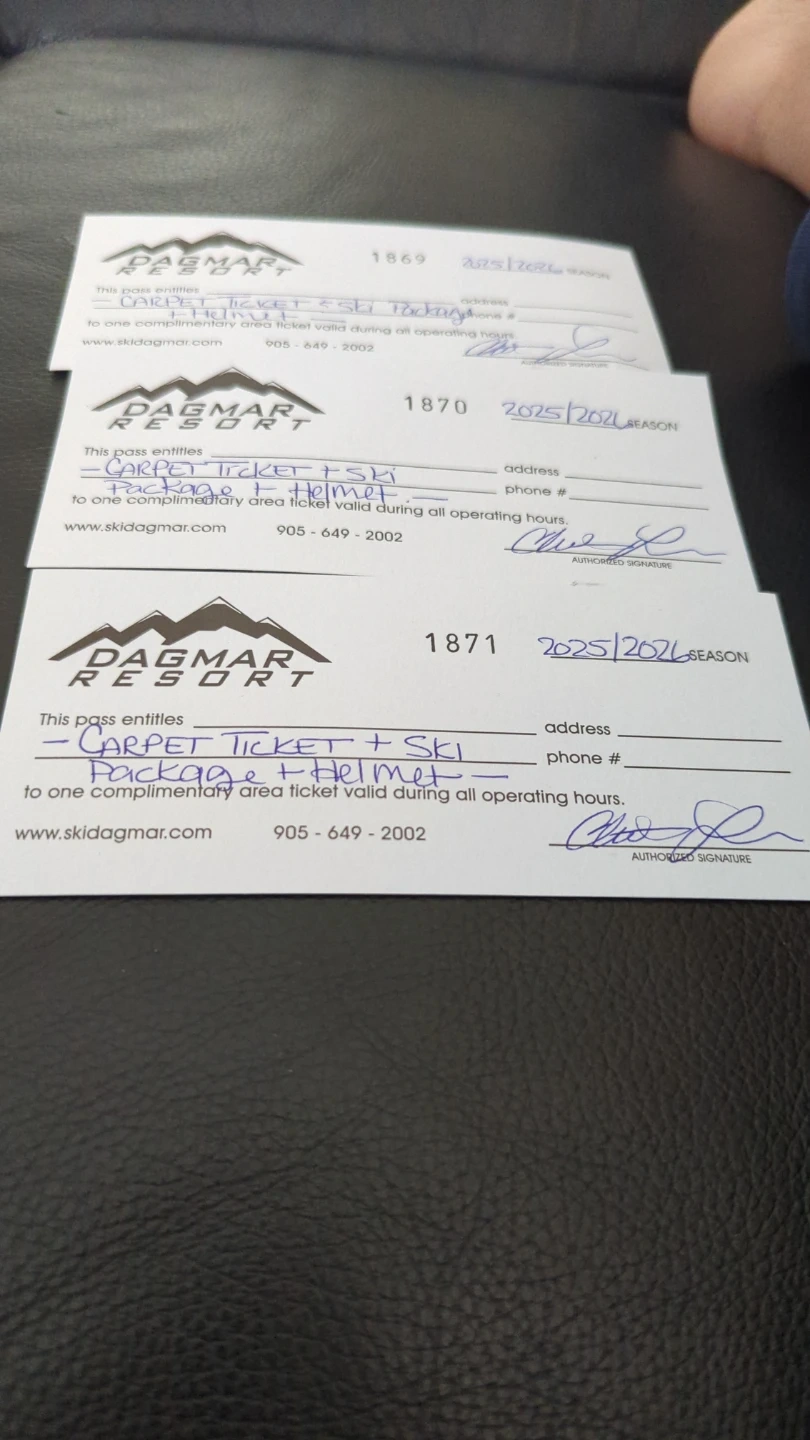 DAGMAR
RESORT
1869 2025/2026 SEASON
This pass entitles address
- CARPET TICKET & Ski Package phone #
+ Helmet
to one complimentary area ticket valid during all operating hours
www.skidagmar.com 905 - 649 - 2002
AUTHORIZED SIGNATURE
DAGMAR
RESORT
1870 2025/2026 SEASON
This pass entitles address
- CARPET TICKET + SKI phone #
Package + Helmet. -
to one complimentary area ticket valid during all operating hours.
www.skidagmar.com 905 - 649 - 2002
AUTHORIZED SIGNATURE
DAGMAR
RESORT
1871 2025/2026 SEASON
This pass entitles address
- CARPET TICKET + SKI phone #
Package + Helmet -
to one complimentary area ticket valid during all operating hours.
www.skidagmar.com 905 - 649 - 2002
AUTHORIZED SIGNATURE